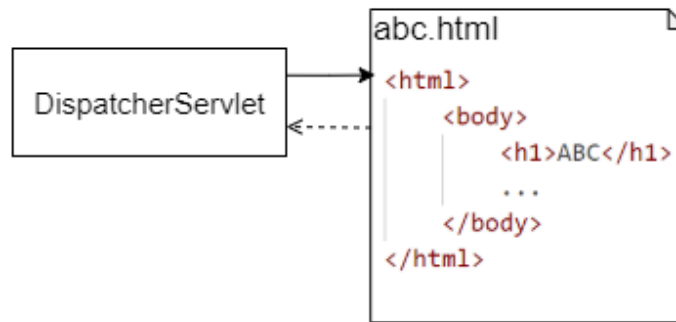 abc.html
DispatcherServlet
<html>
<body>
<h1>ABC</h1>
...
</body>
</html>